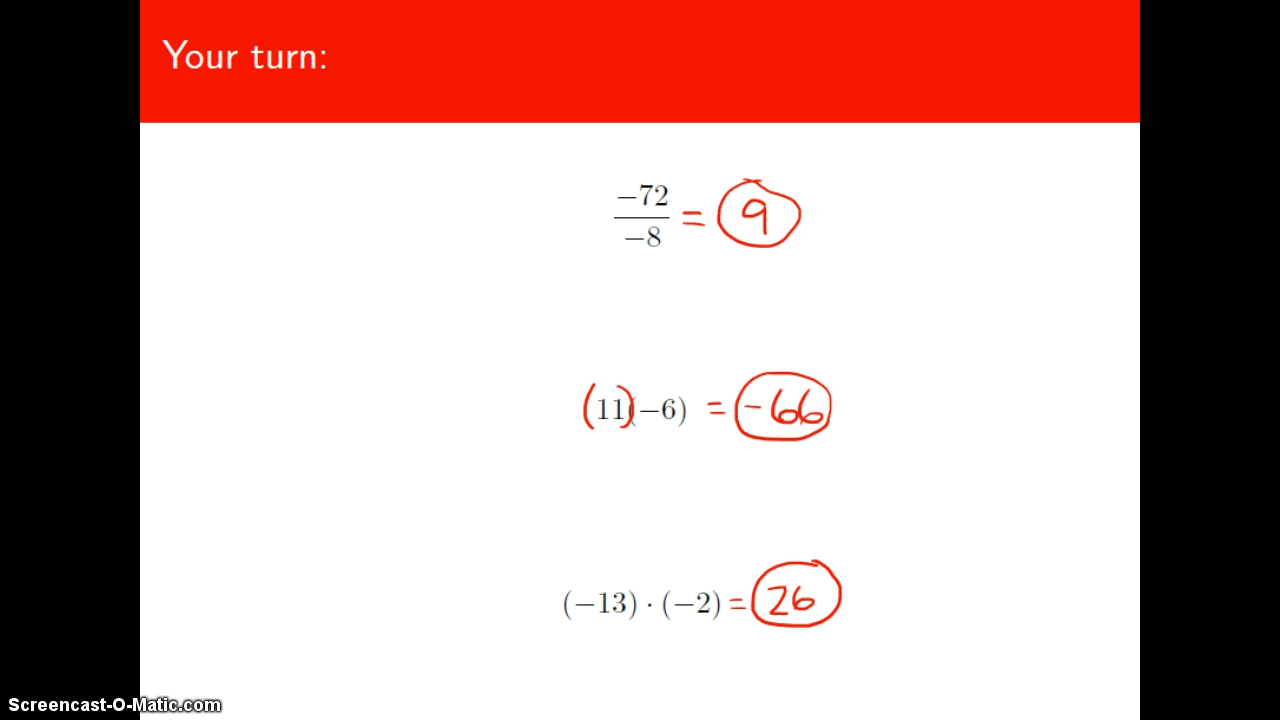 Your turn:
−72
−8
= 9
(11)(−6) = -66
(−13) · (−2) = 26
Screencast-O-Matic.com